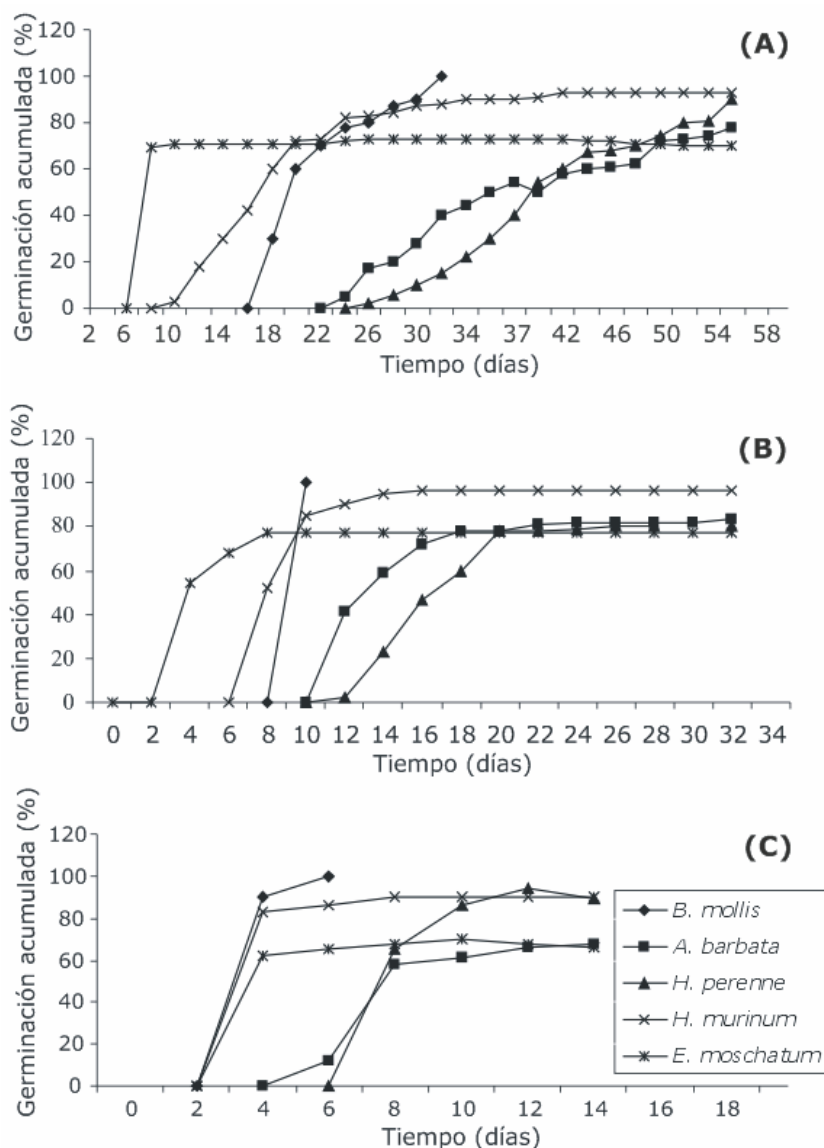 (A)
Germinación acumulada (%)
120
100
80
60
40
20
0
2 6 10 14 18 22 26 30 34 37 42 46 50 54 58
Tiempo (días)
(B)
Germinación acumulada (%)
120
100
80
60
40
20
0
0 2 4 6 8 10 12 14 16 18 20 22 24 26 28 30 32 34
Tiempo (días)
(C)
Germinación acumulada (%)
120
100
80
60
40
20
0
0 2 4 6 8 10 12 14 16 18
Tiempo (días)
B. mollis
A. barbata
H. perenne
H. murinum
E. moschatum